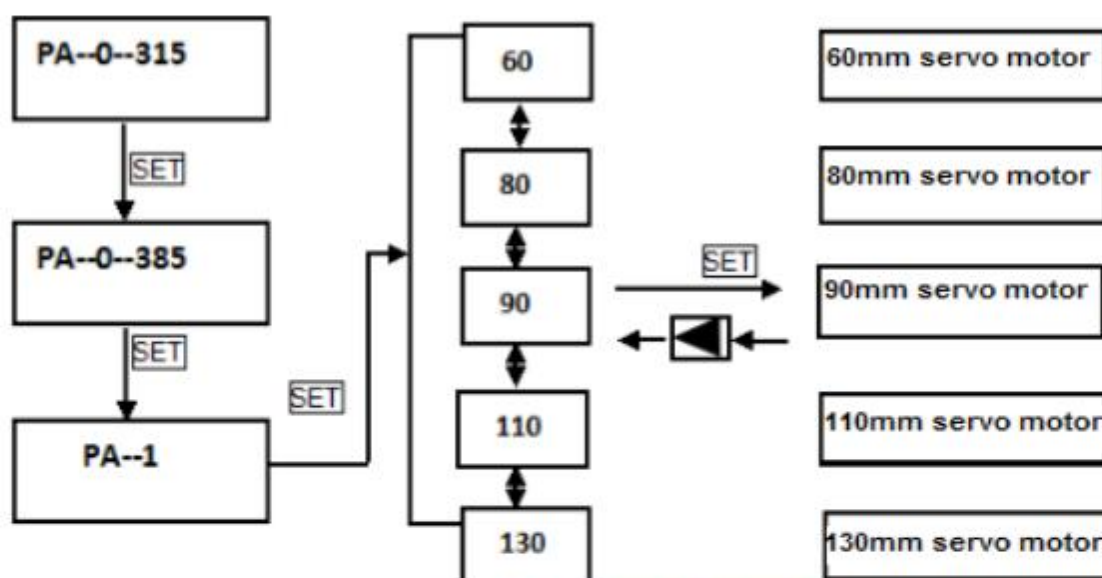 PA--0--315
SET
PA--0--385
SET
PA--1
SET
60
80
90
110
130
SET
60mm servo motor
80mm servo motor
90mm servo motor
110mm servo motor
130mm servo motor